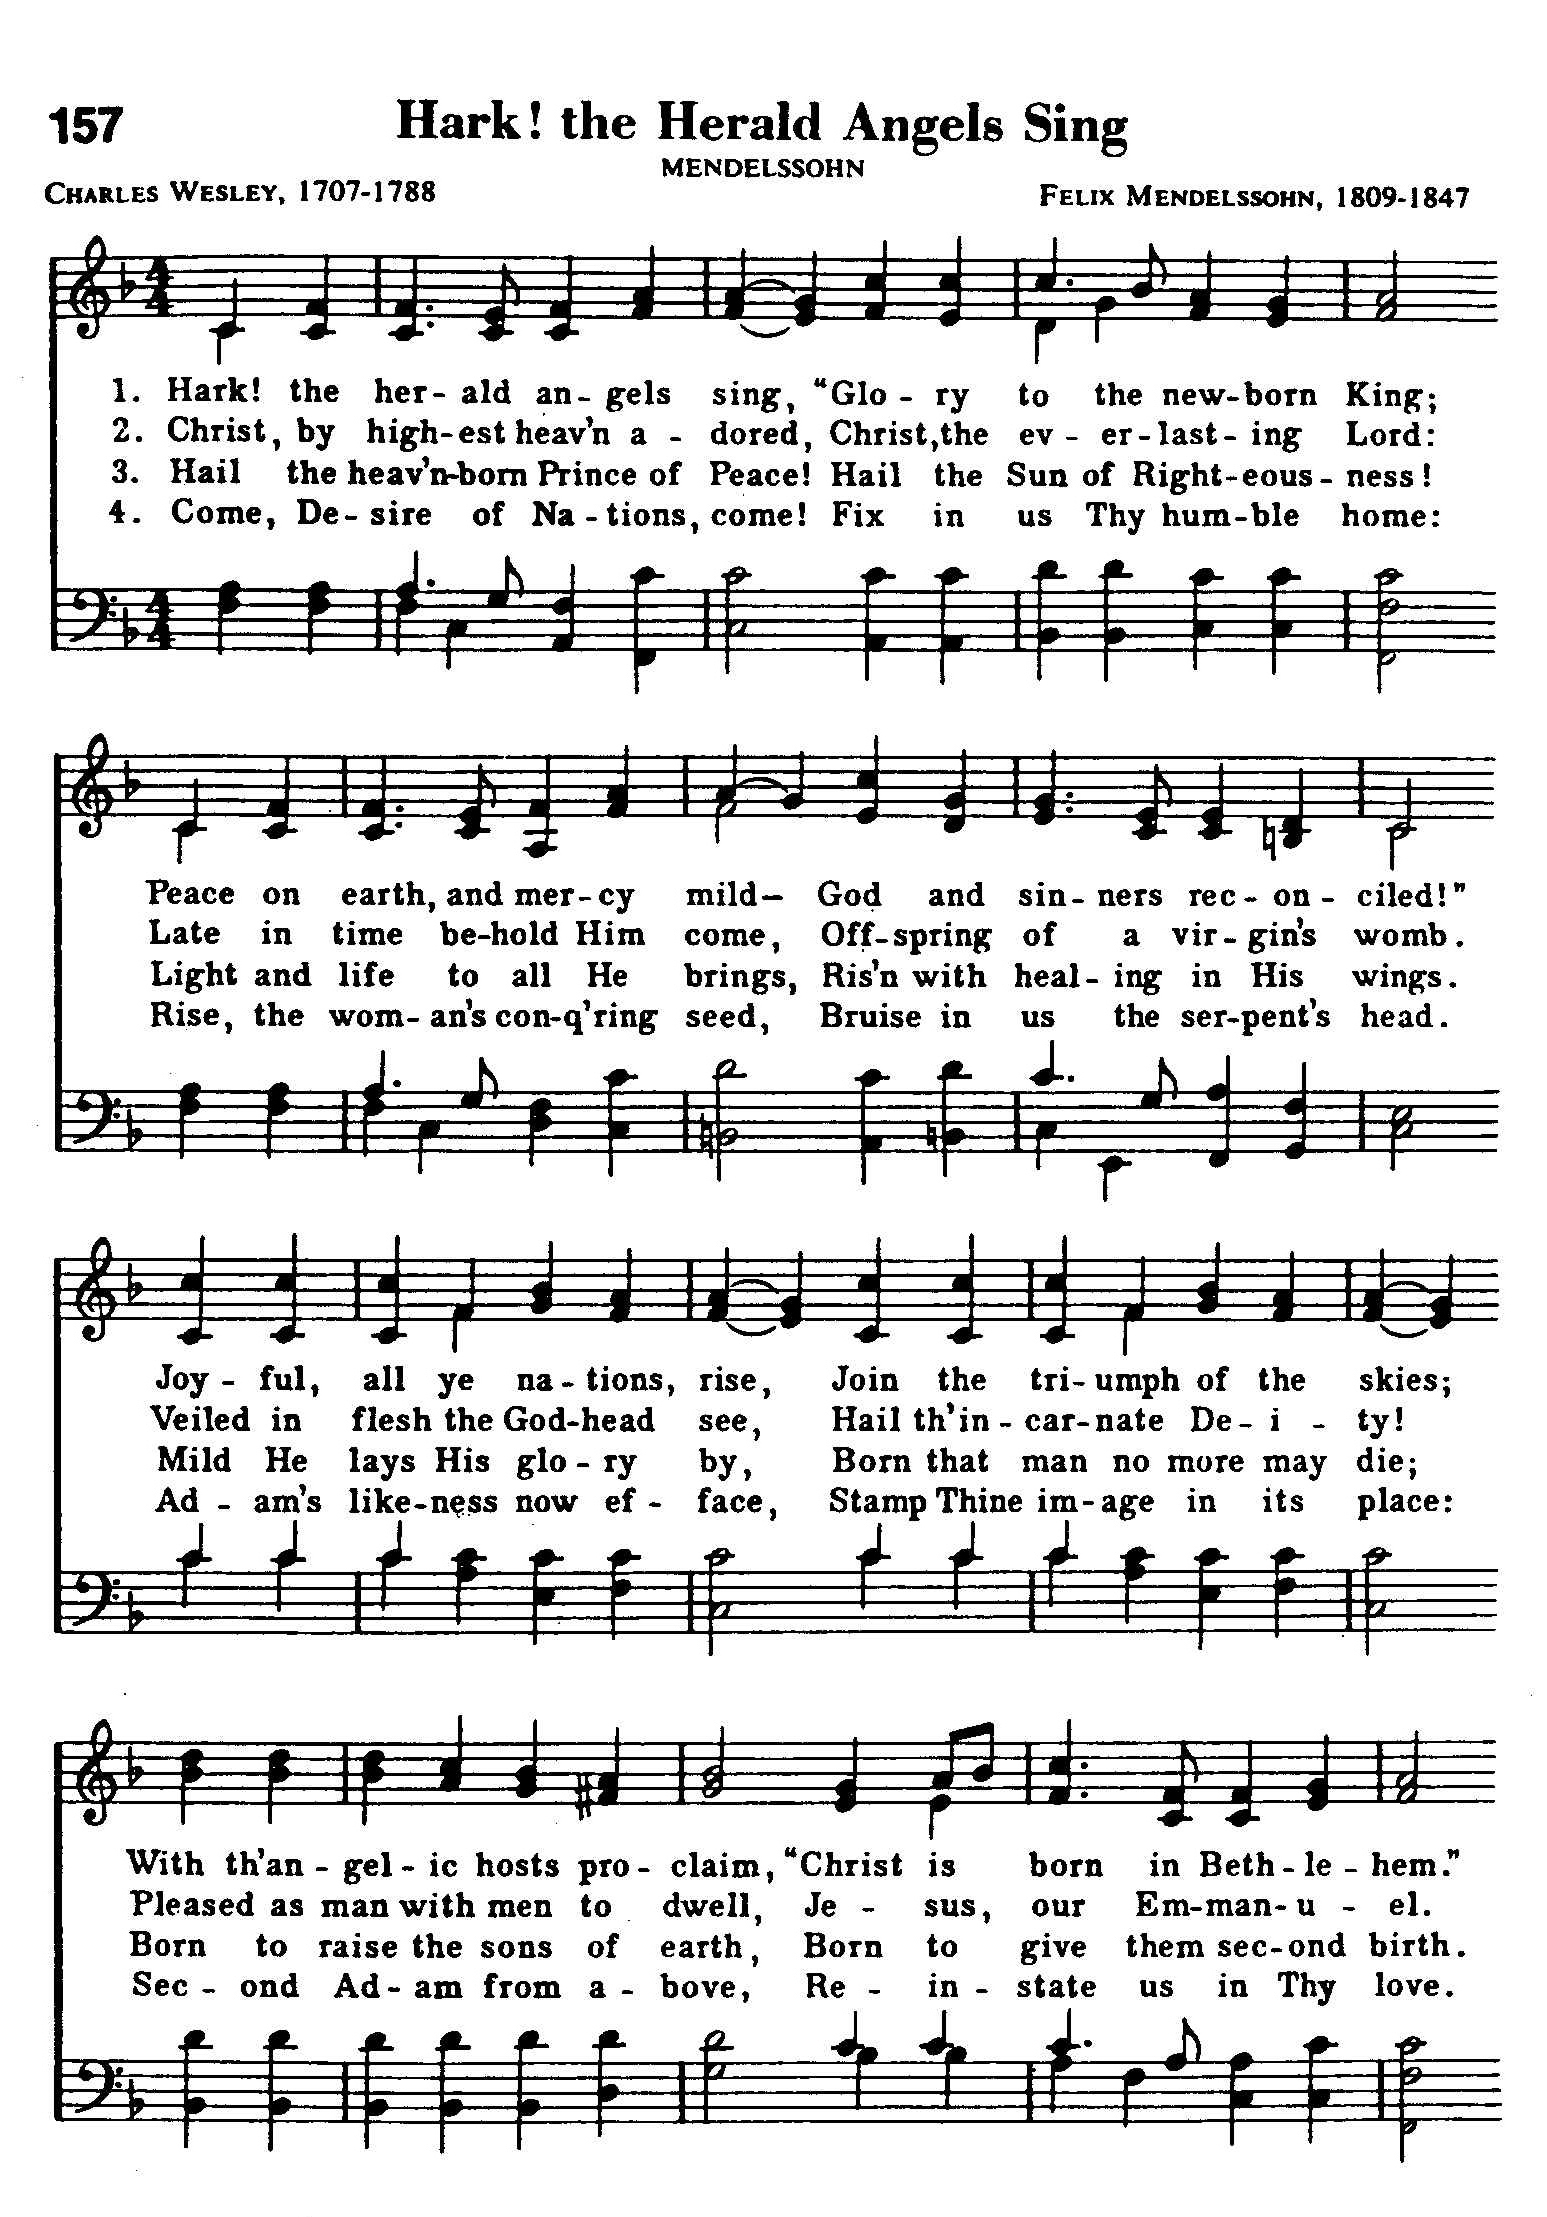 157
Hark! the Herald Angels Sing
MENDELSSOHN
CHARLES WESLEY, 1707-1788
FELIX MENDELSSOHN, 1809-1847
1. Hark! the her- ald an- gels sing, “Glo - ry to the new-born King;
2. Christ, by high-est heav'n a - dored, Christ,the ev - er-last- ing Lord:
3. Hail the heav'n-born Prince of Peace! Hail the Sun of Right-eous- ness!
4. Come, De- sire of Na - tions, come! Fix in us Thy hum-ble home:
Peace on earth, and mer- cy mild— God and sin- ners rec- on - ciled!”
Late in time be-hold Him come, Off-spring of a vir- gin's womb.
Light and life to all He brings, Ris'n with heal- ing in His wings.
Rise, the wom- an's con-q'ring seed, Bruise in us the ser-pent's head.
Joy - ful, all ye na - tions, rise, Join the tri- umph of the skies;
Veiled in flesh the God-head see, Hail th'in - car-nate De- i - ty!
Mild He lays His glo - ry by, Born that man no more may die;
Ad - am's like-ness now ef - face, Stamp Thine im-age in its place:
With th'an - gel- ic hosts pro- claim, “Christ is born in Beth- le - hem.”
Pleased as man with men to dwell, Je - sus, our Em-man- u - el.
Born to raise the sons of earth, Born to give them sec-ond birth.
Sec - ond Ad- am from a - bove, Re - in - state us in Thy love.